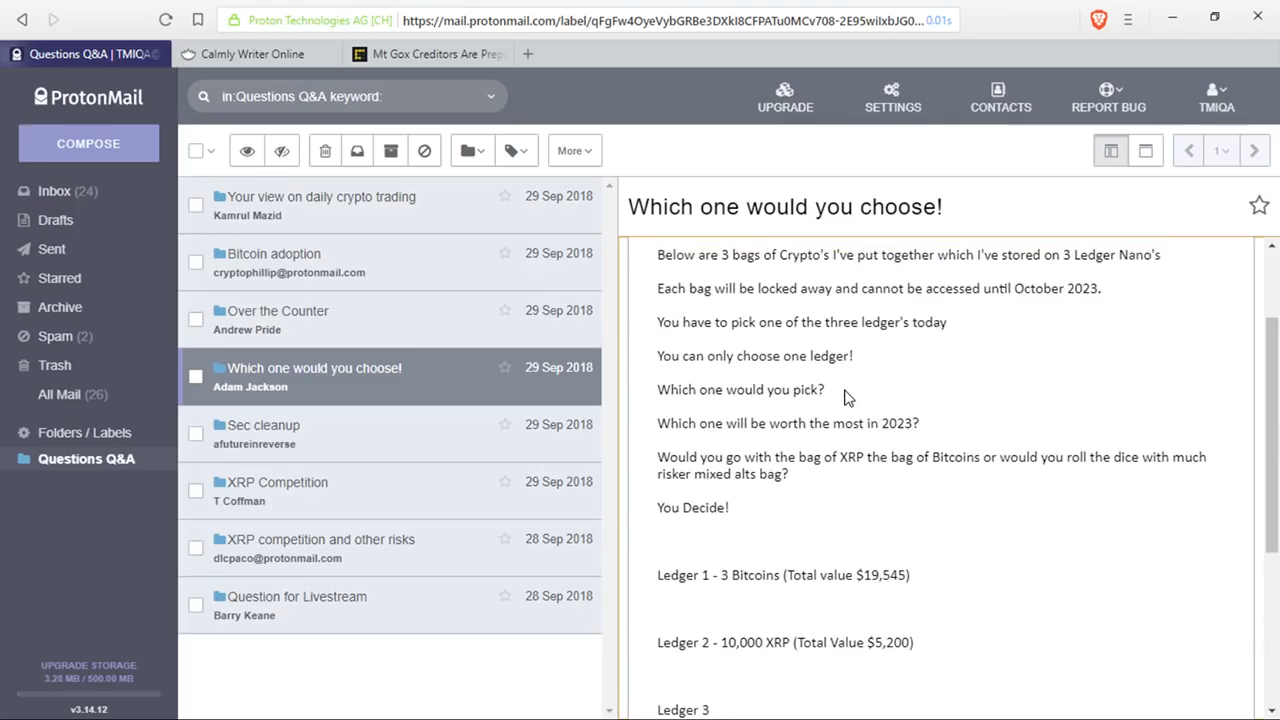 Proton Technologies AG [CH]
https://mail.protonmail.com/label/qFgFw4OyeVybGRBe3DXkI8CFPATu0MCv708-2E95wiIxbJG0...
0.01s
Questions Q&A | TMIQA@
Calmly Writer Online
Mt Gox Creditors Are Prep
ProtonMail
in:Questions Q&A keyword:
UPGRADE
SETTINGS
CONTACTS
REPORT BUG
TMIQA
COMPOSE
More
1
Inbox (24)
Drafts
Sent
Starred
Archive
Spam (2)
Trash
All Mail (26)
Folders / Labels
Questions Q&A
UPGRADE STORAGE
3.28 MB / 500.00 MB
v3.14.12
Your view on daily crypto trading 29 Sep 2018
Kamrul Mazid
Bitcoin adoption 29 Sep 2018
cryptophillip@protonmail.com
Over the Counter 29 Sep 2018
Andrew Pride
Which one would you choose! 29 Sep 2018
Adam Jackson
Sec cleanup 29 Sep 2018
afutureinreverse
XRP Competition 29 Sep 2018
T Coffman
XRP competition and other risks 28 Sep 2018
dlcpaco@protonmail.com
Question for Livestream 28 Sep 2018
Barry Keane
Which one would you choose!
Below are 3 bags of Crypto's I've put together which I've stored on 3 Ledger Nano's
Each bag will be locked away and cannot be accessed until October 2023.
You have to pick one of the three ledger's today
You can only choose one ledger!
Which one would you pick?
Which one will be worth the most in 2023?
Would you go with the bag of XRP the bag of Bitcoins or would you roll the dice with much
risker mixed alts bag?
You Decide!
Ledger 1 - 3 Bitcoins (Total value $19,545)
Ledger 2 - 10,000 XRP (Total Value $5,200)
Ledger 3